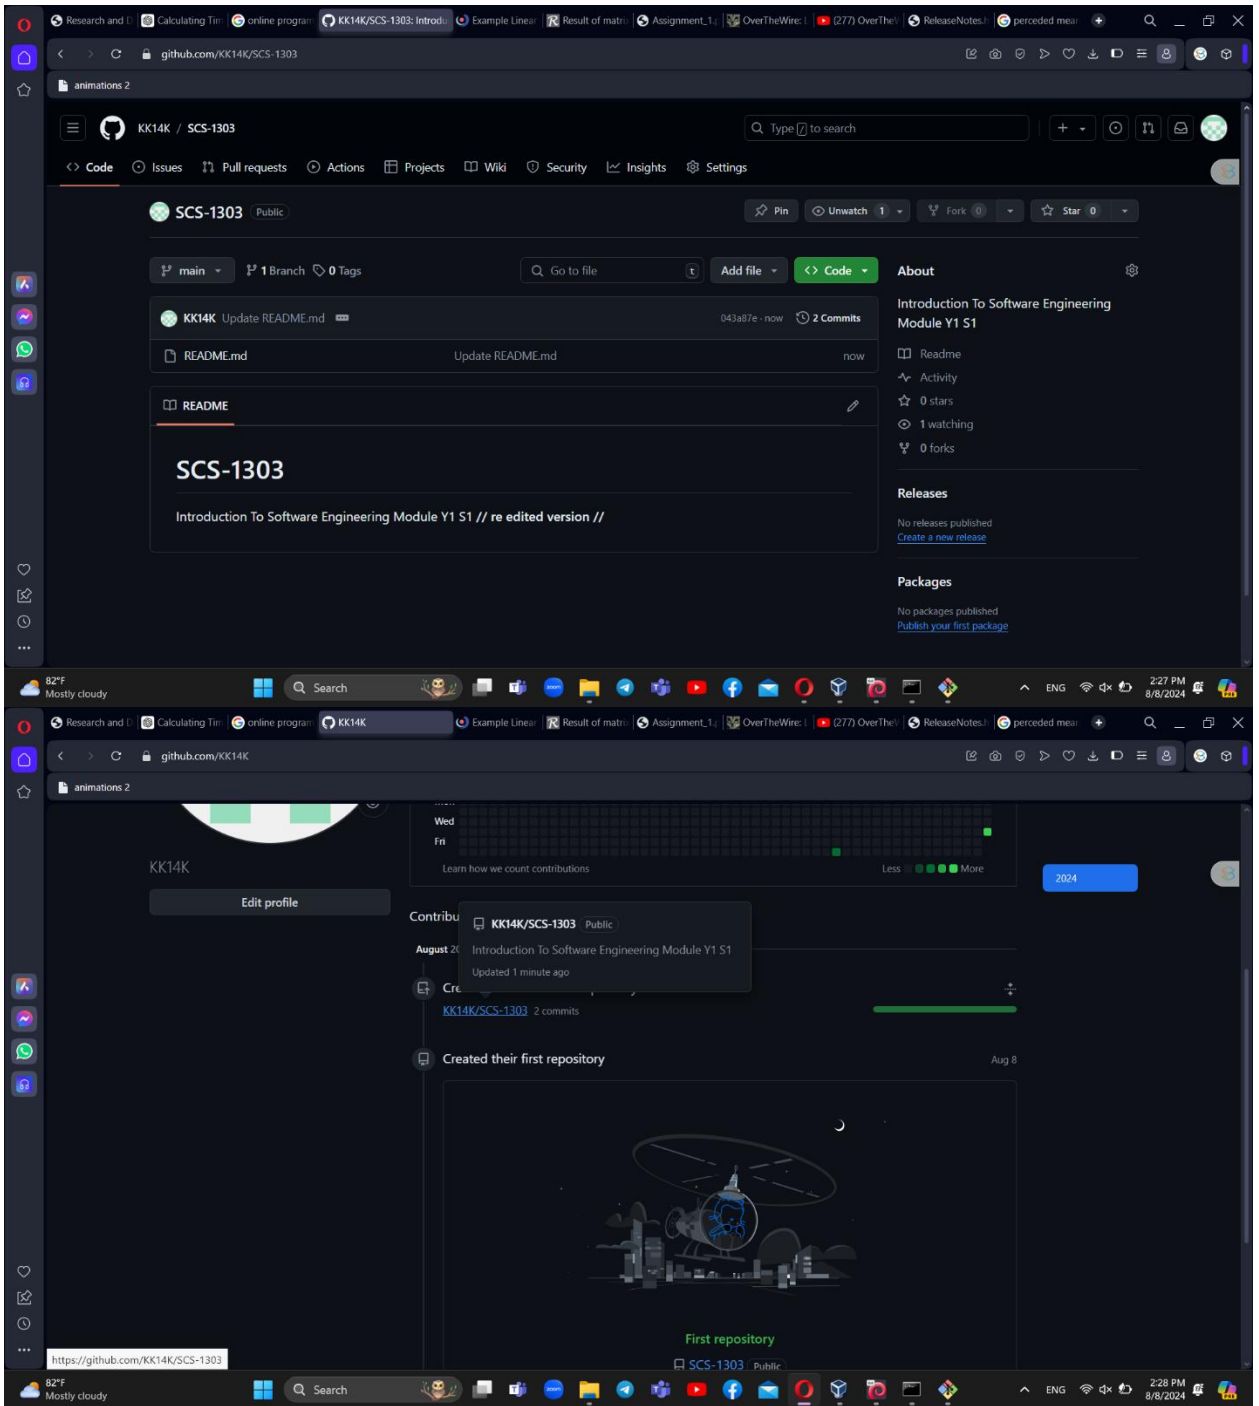 Research and D Calculating Tim online program KK14K/SCS-1303: Introdu Example Linear Result of matri Assignment_1.p OverTheWire: L (277) OverTheW ReleaseNotes.h perceded mean
github.com/KK14K/SCS-1303
animations 2
KK14K / SCS-1303
Type / to search
Code Issues Pull requests Actions Projects Wiki Security Insights Settings
SCS-1303 Public
Pin Unwatch 1 Fork 0 Star 0
main 1 Branch 0 Tags Go to file t Add file Code
About
Introduction To Software Engineering
Module Y1 S1
KK14K Update README.md 043a87e · now 2 Commits
README.md Update README.md now
Readme
Activity
0 stars
1 watching
0 forks
README
SCS-1303
Introduction To Software Engineering Module Y1 S1 // re edited version //
Releases
No releases published
Create a new release
Packages
No packages published
Publish your first package
82°F
Mostly cloudy
Search
ENG
2:27 PM
8/8/2024
Research and D Calculating Tim online program KK14K Example Linear Result of matri Assignment_1.p OverTheWire: L (277) OverTheW ReleaseNotes.h perceded mean
github.com/KK14K
animations 2
Wed
Fri
Learn how we count contributions Less More
2024
KK14K
Edit profile
Contribu
KK14K/SCS-1303 Public
August 20
Introduction To Software Engineering Module Y1 S1
Updated 1 minute ago
Cre
KK14K/SCS-1303 2 commits
Created their first repository Aug 8
First repository
SCS-1303 Public
https://github.com/KK14K/SCS-1303
82°F
Mostly cloudy
Search
ENG
2:28 PM
8/8/2024